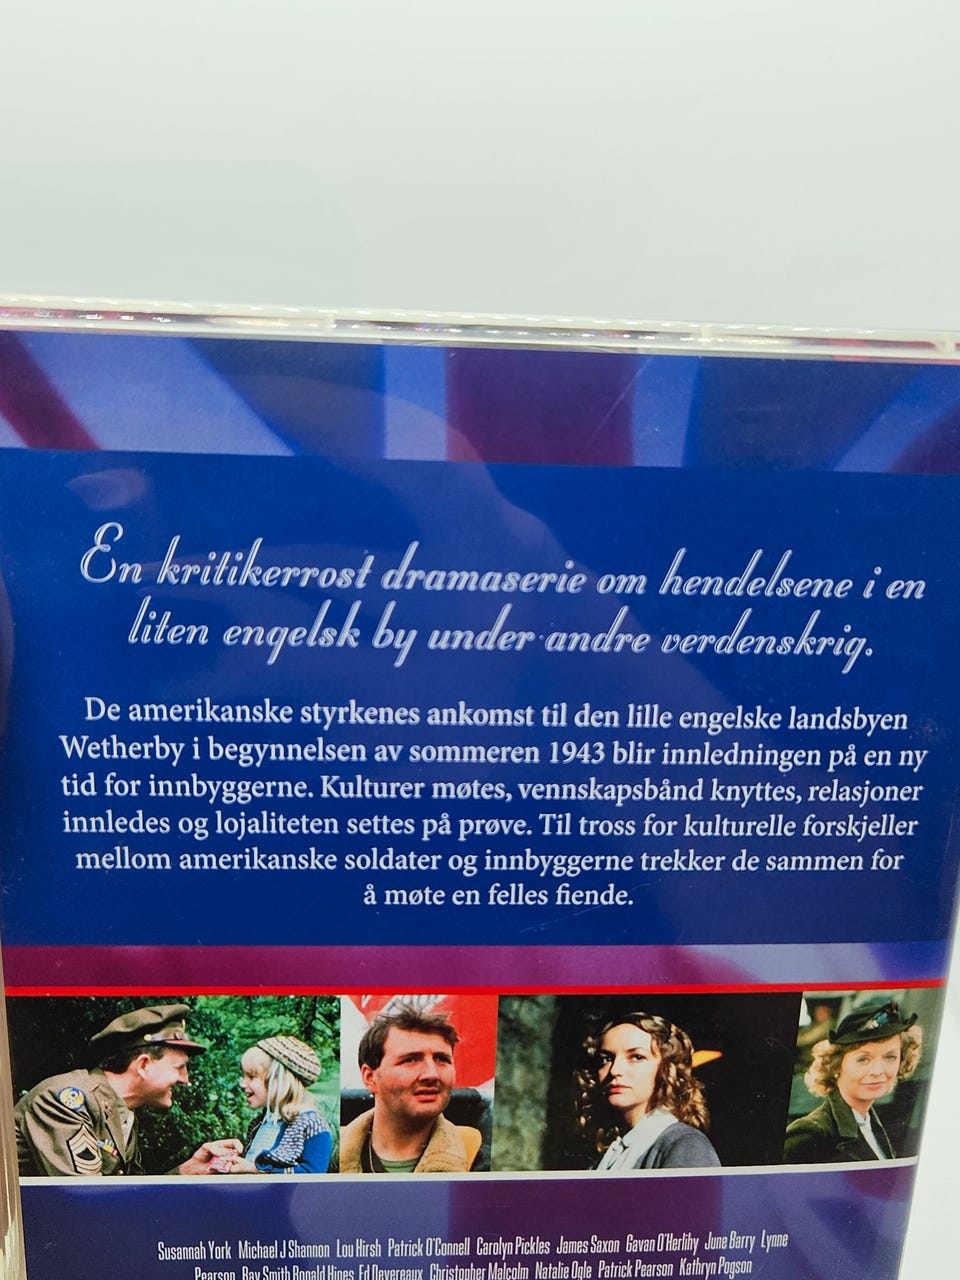 En kritikerrost dramaserie om hendelsene i en
liten engelsk by under andre verdenskrig.
De amerikanske styrkenes ankomst til den lille engelske landsbyen
Wetherby i begynnelsen av sommeren 1943 blir innledningen på en ny
tid for innbyggerne. Kulturer møtes, vennskapsbånd knyttes, relasjoner
innledes og lojaliteten settes på prøve. Til tross for kulturelle forskjeller
mellom amerikanske soldater og innbyggerne trekker de sammen for
å møte en felles fiende.
Susannah York Michael J Shannon Lou Hirsh Patrick O'Connell Carolyn Pickles James Saxon Gavan O'Herlihy June Barry Lynne
Pearson Ray Smith Ronald Hines Ed Devereaux Christopher Malcolm Natalie Ogle Patrick Pearson Kathryn Pogson